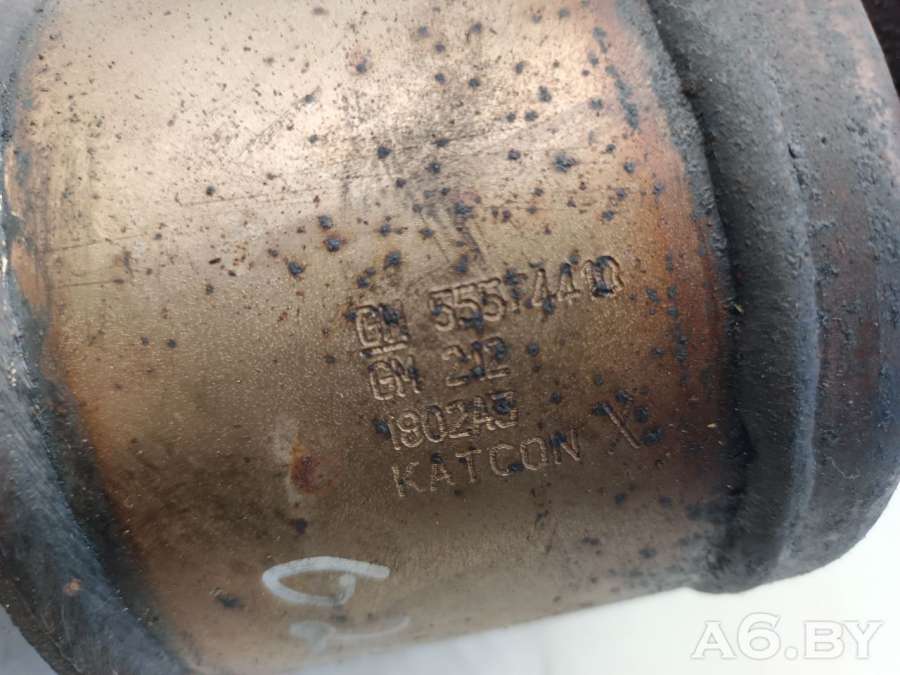 GM 55574410
GM 212
1802A3
KATCON X
A6.BY